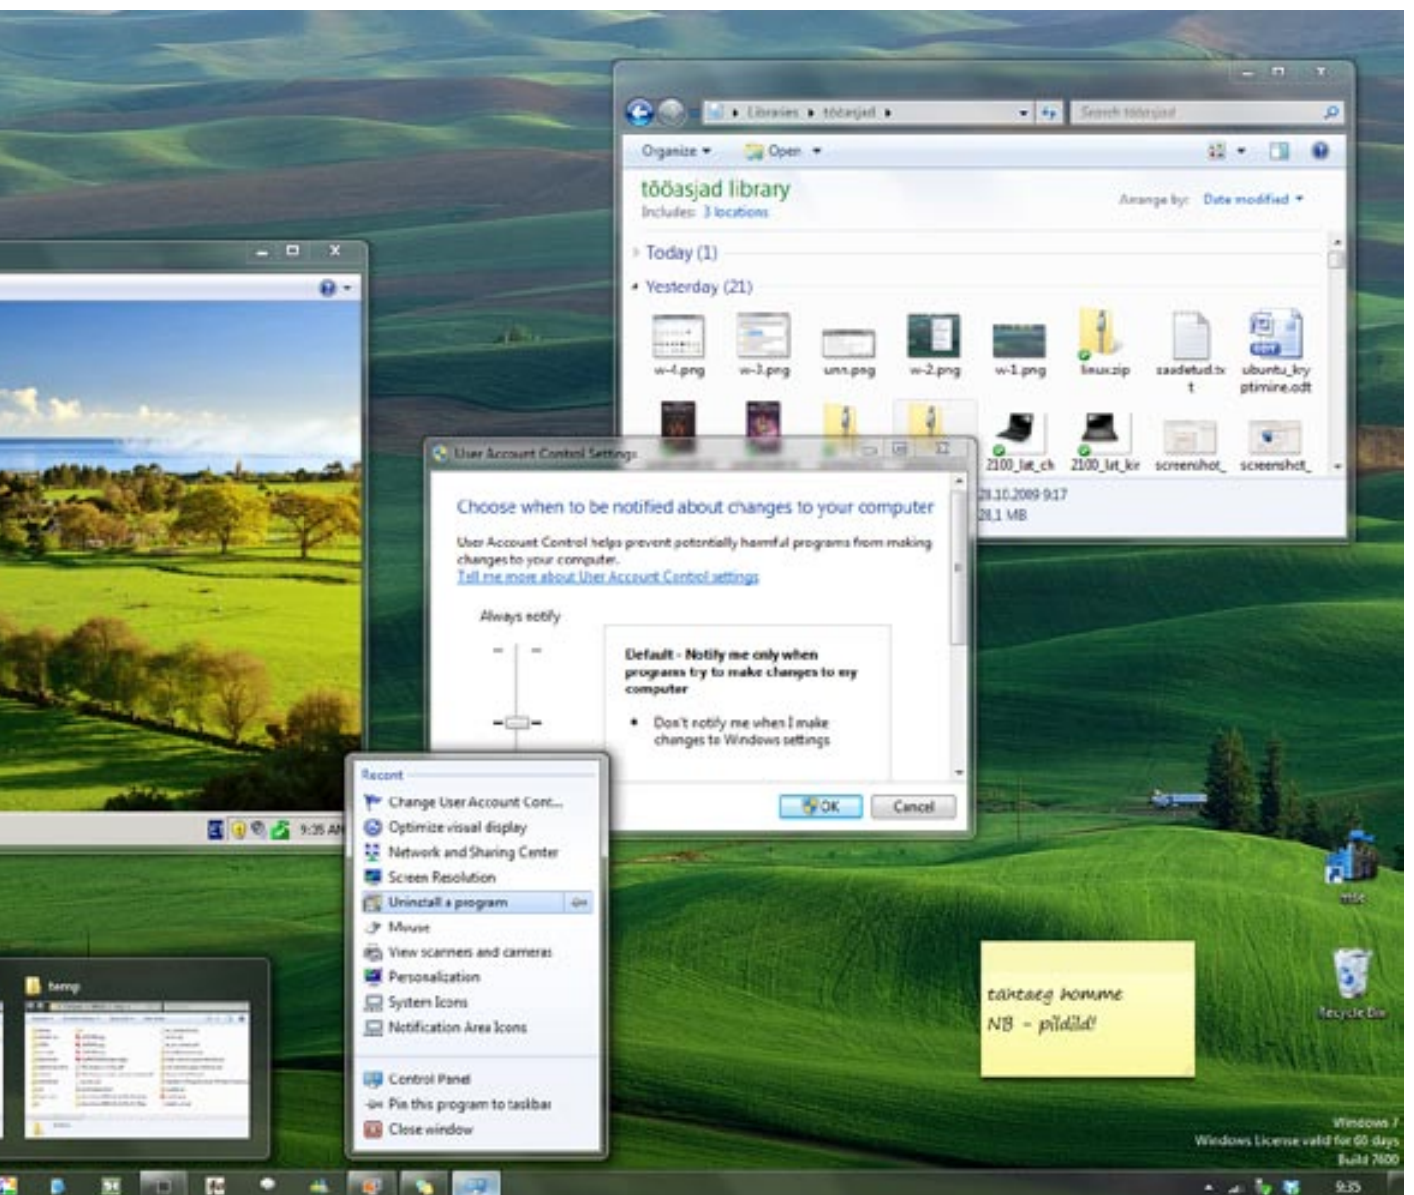 Libraries ▸ tööasjad ▸
Search tööasjad
Organize
Open
tööasjad library
Includes: 3 locations
Arrange by: Date modified
Today (1)
Yesterday (21)
w-4.png
w-3.png
unn.png
w-2.png
w-1.png
linux.zip
saadetud.tx
t
ubuntu_kry
ptimine.odt
2100_lat_ch
2100_lat_kir
screenshot_
screenshot_
28.10.2009 9:17
28,1 MB
User Account Control Settings
Choose when to be notified about changes to your computer
User Account Control helps prevent potentially harmful programs from making
changes to your computer.
Tell me more about User Account Control settings
Always notify
Default - Notify me only when
programs try to make changes to my
computer
• Don't notify me when I make
changes to Windows settings
OK
Cancel
9:35 AM
Recent
Change User Account Cont...
Optimize visual display
Network and Sharing Center
Screen Resolution
Uninstall a program
Mouse
View scanners and cameras
Personalization
System Icons
Notification Area Icons
Control Panel
Pin this program to taskbar
Close window
temp
tähtaeg homme
NB - pildid!
mse
Recycle Bin
Windows 7
Windows License valid for 60 days
Build 7600
9:35